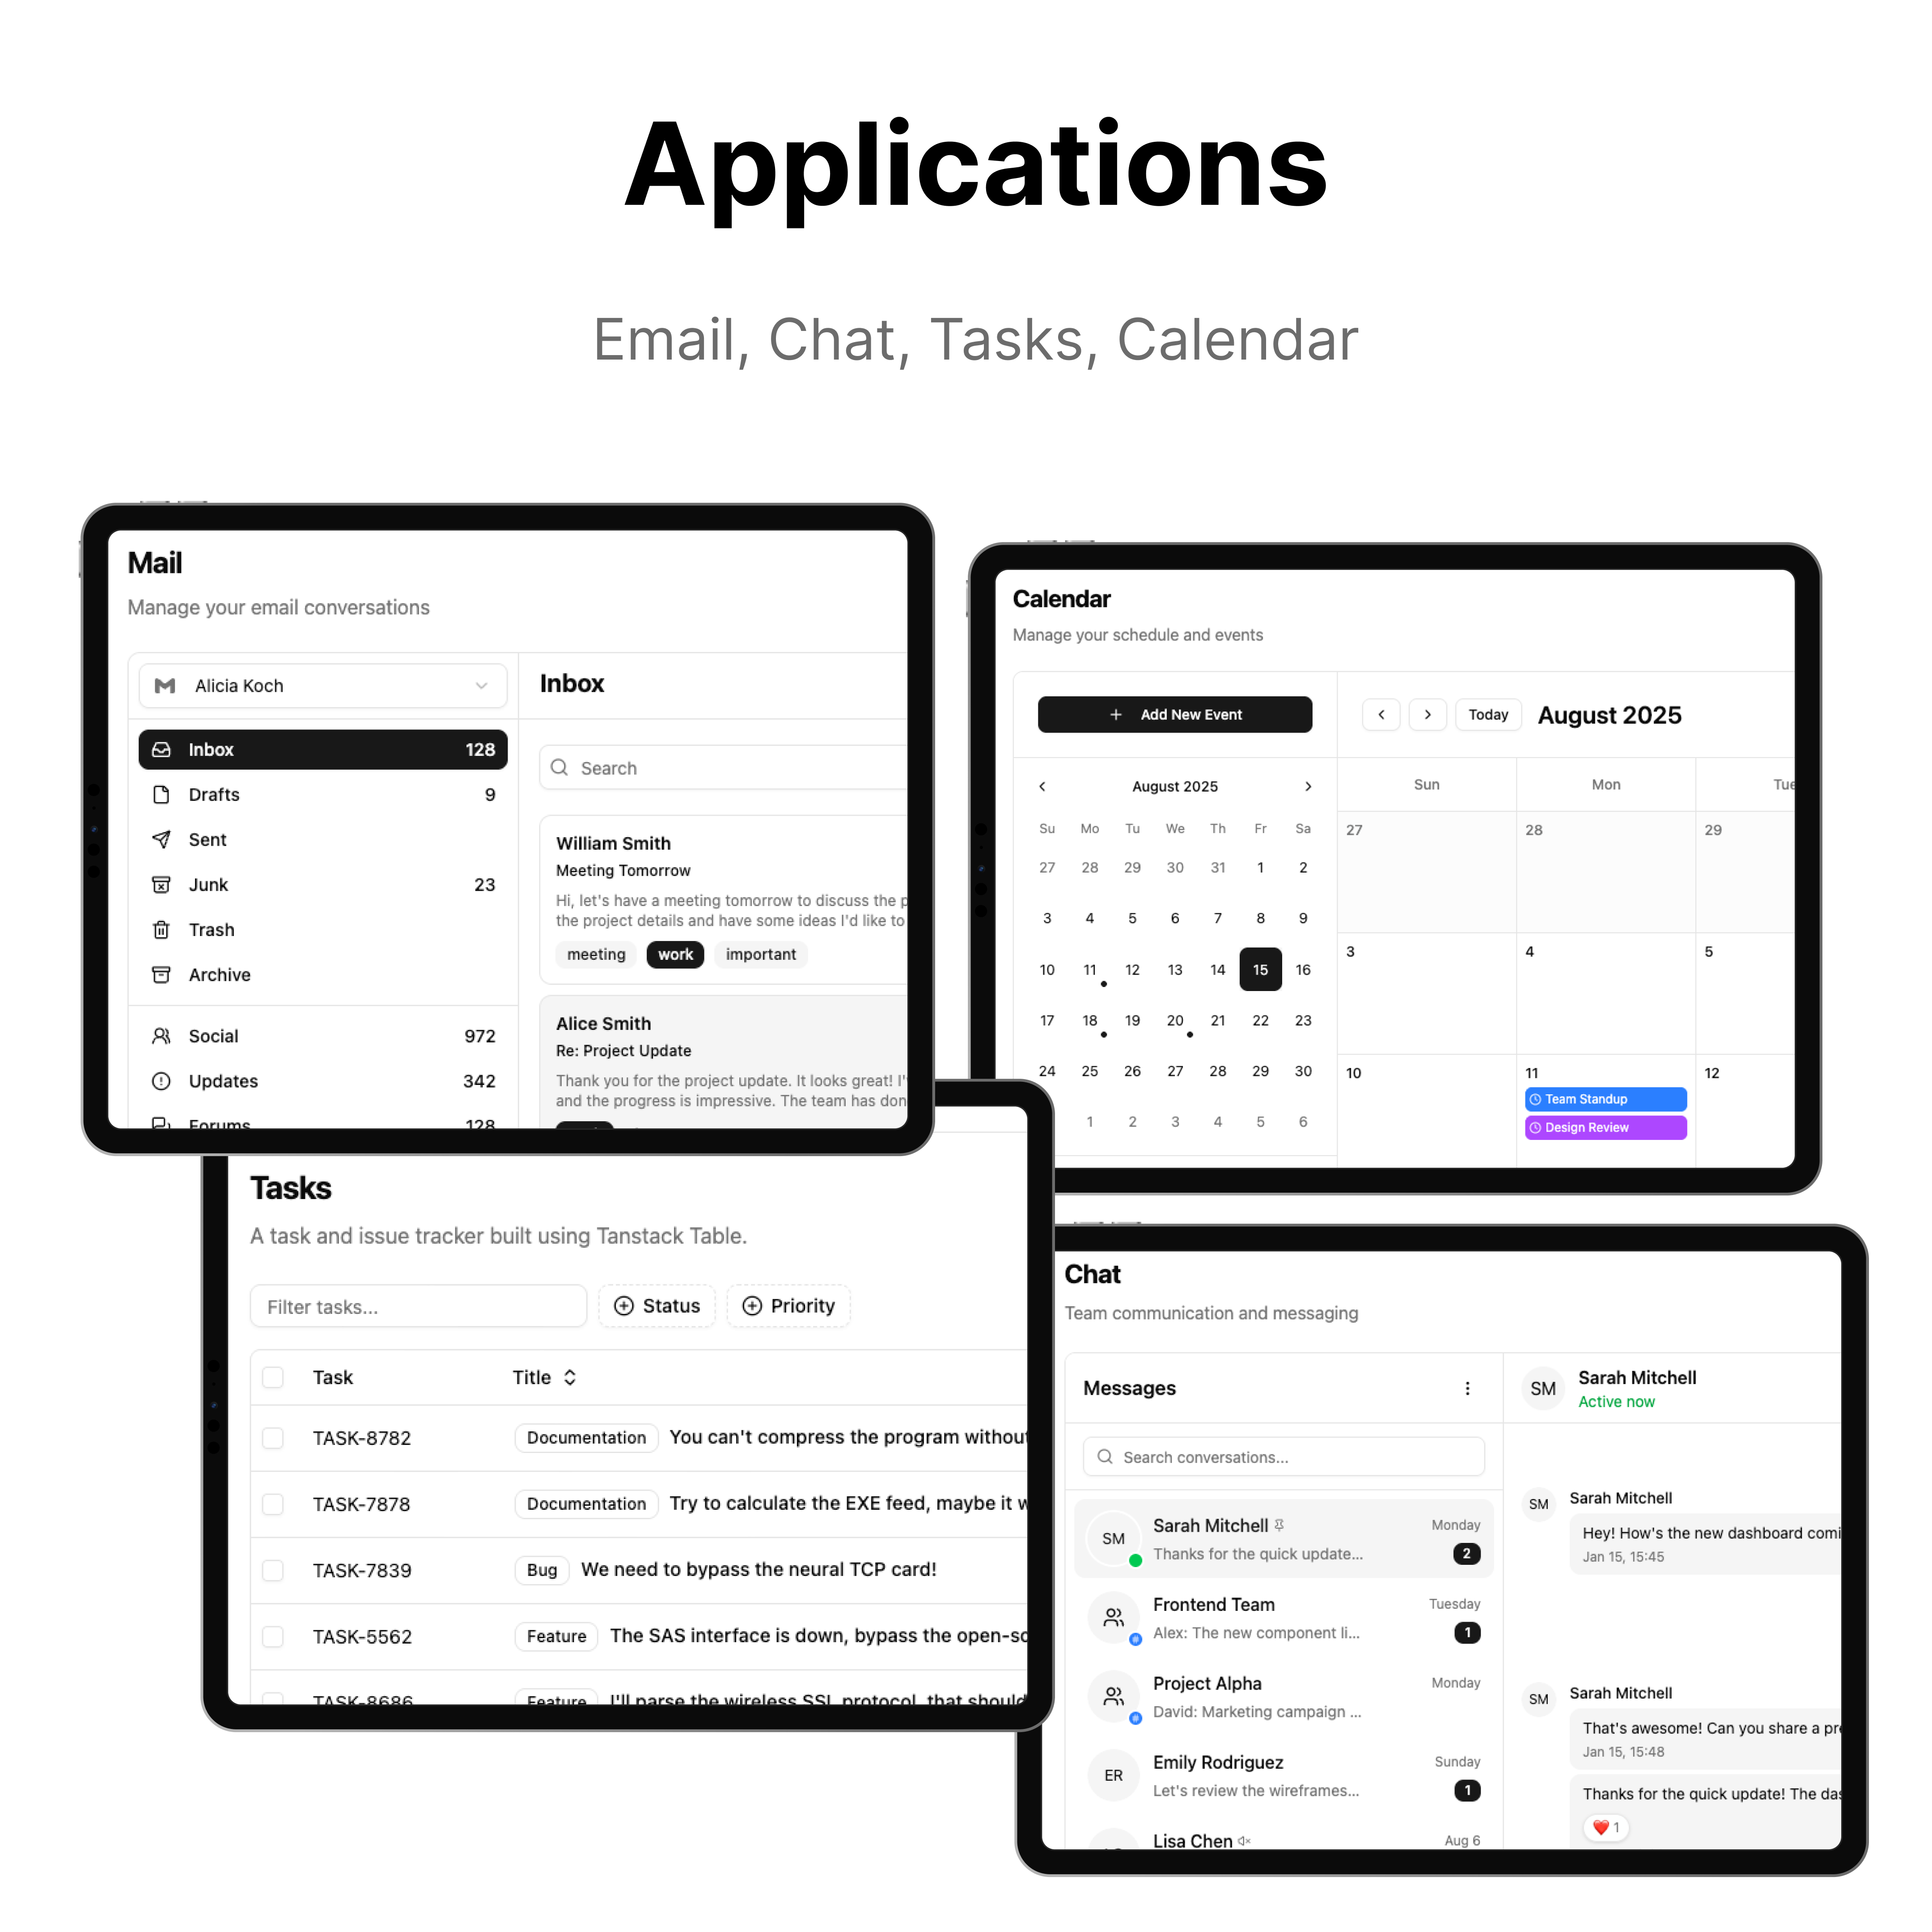 Applications
Email, Chat, Tasks, Calendar
Mail
Manage your email conversations
Alicia Koch
Inbox 128
Drafts 9
Sent
Junk 23
Trash
Archive
Social 972
Updates 342
Forums 128
Inbox
Search
William Smith
Meeting Tomorrow
Hi, let's have a meeting tomorrow to discuss the p
the project details and have some ideas I'd like to
meeting work important
Alice Smith
Re: Project Update
Thank you for the project update. It looks great! I'
and the progress is impressive. The team has don
Calendar
Manage your schedule and events
Add New Event
August 2025
Su Mo Tu We Th Fr Sa
27 28 29 30 31 1 2
3 4 5 6 7 8 9
10 11 12 13 14 15 16
17 18 19 20 21 22 23
24 25 26 27 28 29 30
1 2 3 4 5 6
Today August 2025
Sun Mon Tue
27 28 29
3 4 5
10 11 12
Team Standup
Design Review
Tasks
A task and issue tracker built using Tanstack Table.
Filter tasks... Status Priority
Task Title
TASK-8782 Documentation You can't compress the program without
TASK-7878 Documentation Try to calculate the EXE feed, maybe it w
TASK-7839 Bug We need to bypass the neural TCP card!
TASK-5562 Feature The SAS interface is down, bypass the open-so
TASK-8686 Feature I'll parse the wireless SSL protocol, that should
Chat
Team communication and messaging
Messages
Search conversations...
SM Sarah Mitchell Monday
Thanks for the quick update... 2
Frontend Team Tuesday
Alex: The new component li... 1
Project Alpha Monday
David: Marketing campaign ...
ER Emily Rodriguez Sunday
Let's review the wireframes... 1
Lisa Chen Aug 6
SM Sarah Mitchell
Active now
SM Sarah Mitchell
Hey! How's the new dashboard comi
Jan 15, 15:45
SM Sarah Mitchell
That's awesome! Can you share a pre
Jan 15, 15:48
Thanks for the quick update! The das
❤️ 1